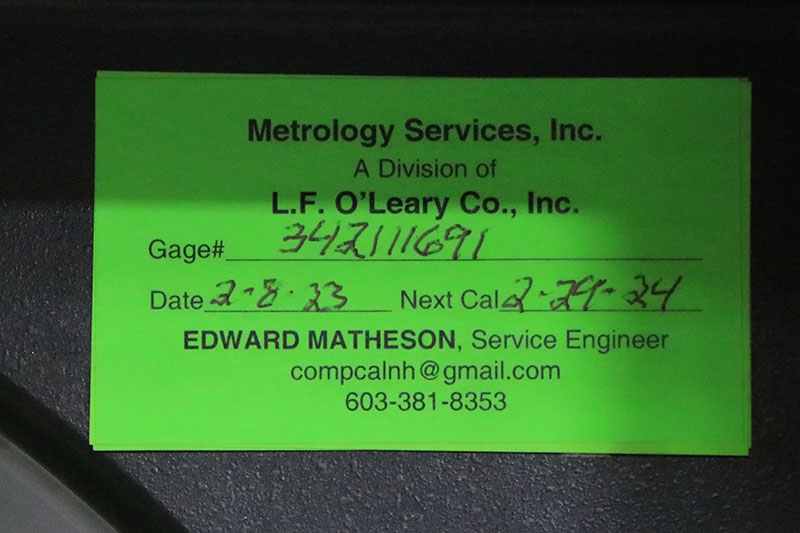 Metrology Services, Inc.
A Division of
L.F. O'Leary Co., Inc.
Gage# 342111691
Date 2-8-23 Next Cal 2-29-24
EDWARD MATHESON, Service Engineer
compcalnh@gmail.com
603-381-8353